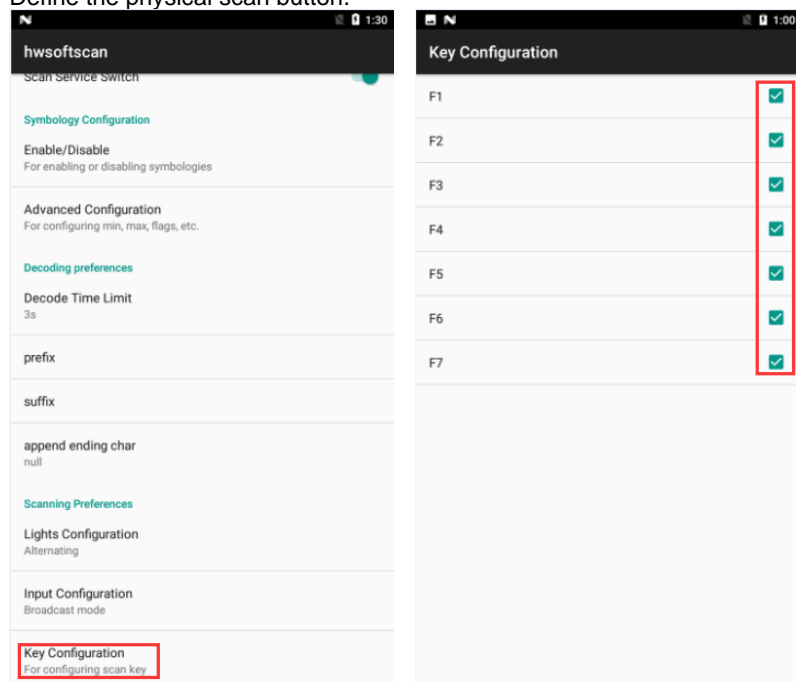 Define the physical scan button:
1:30
hwsoftscan
Scan Service Switch
Symbology Configuration
Enable/Disable
For enabling or disabling symbologies
Advanced Configuration
For configuring min, max, flags, etc.
Decoding preferences
Decode Time Limit
3s
prefix
suffix
append ending char
null
Scanning Preferences
Lights Configuration
Alternating
Input Configuration
Broadcast mode
Key Configuration
For configuring scan key
1:00
Key Configuration
F1
F2
F3
F4
F5
F6
F7